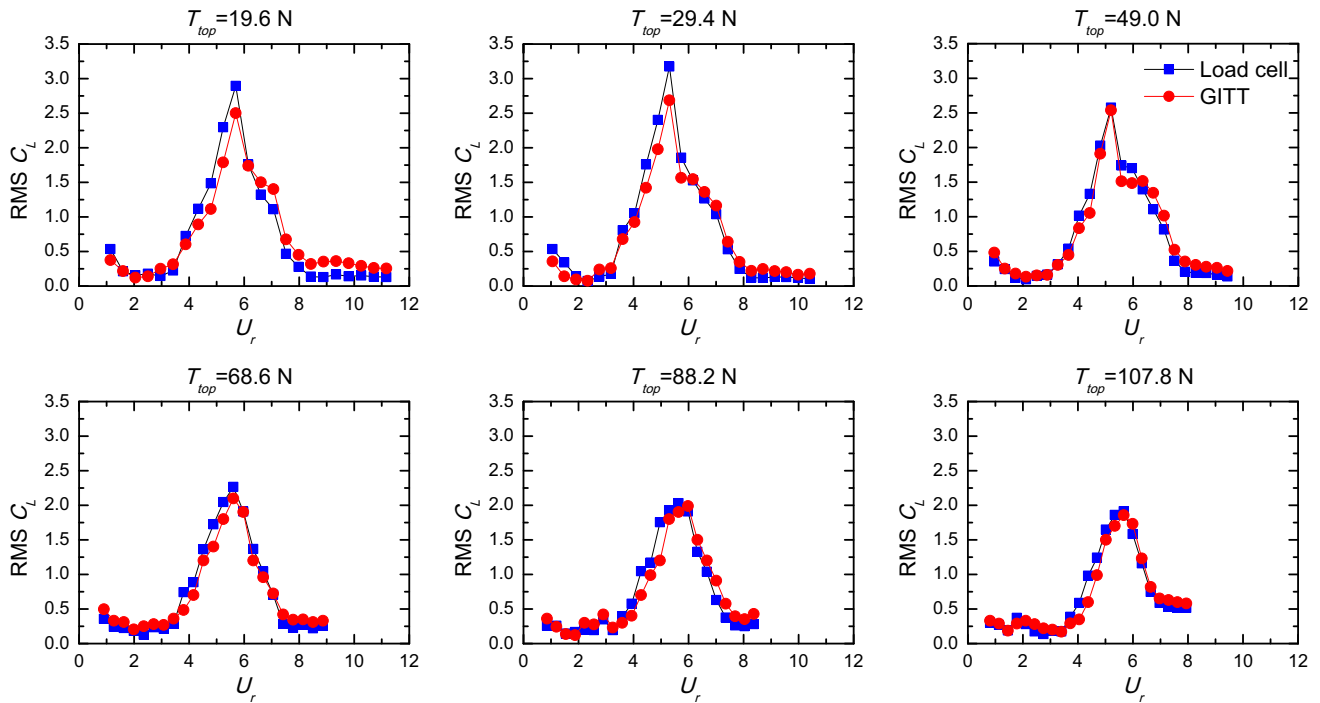 T_top=19.6 N
T_top=29.4 N
T_top=49.0 N
3.5
3.0
2.5
2.0
1.5
1.0
0.5
0.0
RMS C_L
0 2 4 6 8 10 12
U_r
3.5
3.0
2.5
2.0
1.5
1.0
0.5
0.0
RMS C_L
0 2 4 6 8 10 12
U_r
3.5
3.0
2.5
2.0
1.5
1.0
0.5
0.0
RMS C_L
Load cell
GITT
0 2 4 6 8 10 12
U_r
T_top=68.6 N
T_top=88.2 N
T_top=107.8 N
3.5
3.0
2.5
2.0
1.5
1.0
0.5
0.0
RMS C_L
0 2 4 6 8 10 12
U_r
3.5
3.0
2.5
2.0
1.5
1.0
0.5
0.0
RMS C_L
0 2 4 6 8 10 12
U_r
3.5
3.0
2.5
2.0
1.5
1.0
0.5
0.0
RMS C_L
0 2 4 6 8 10 12
U_r